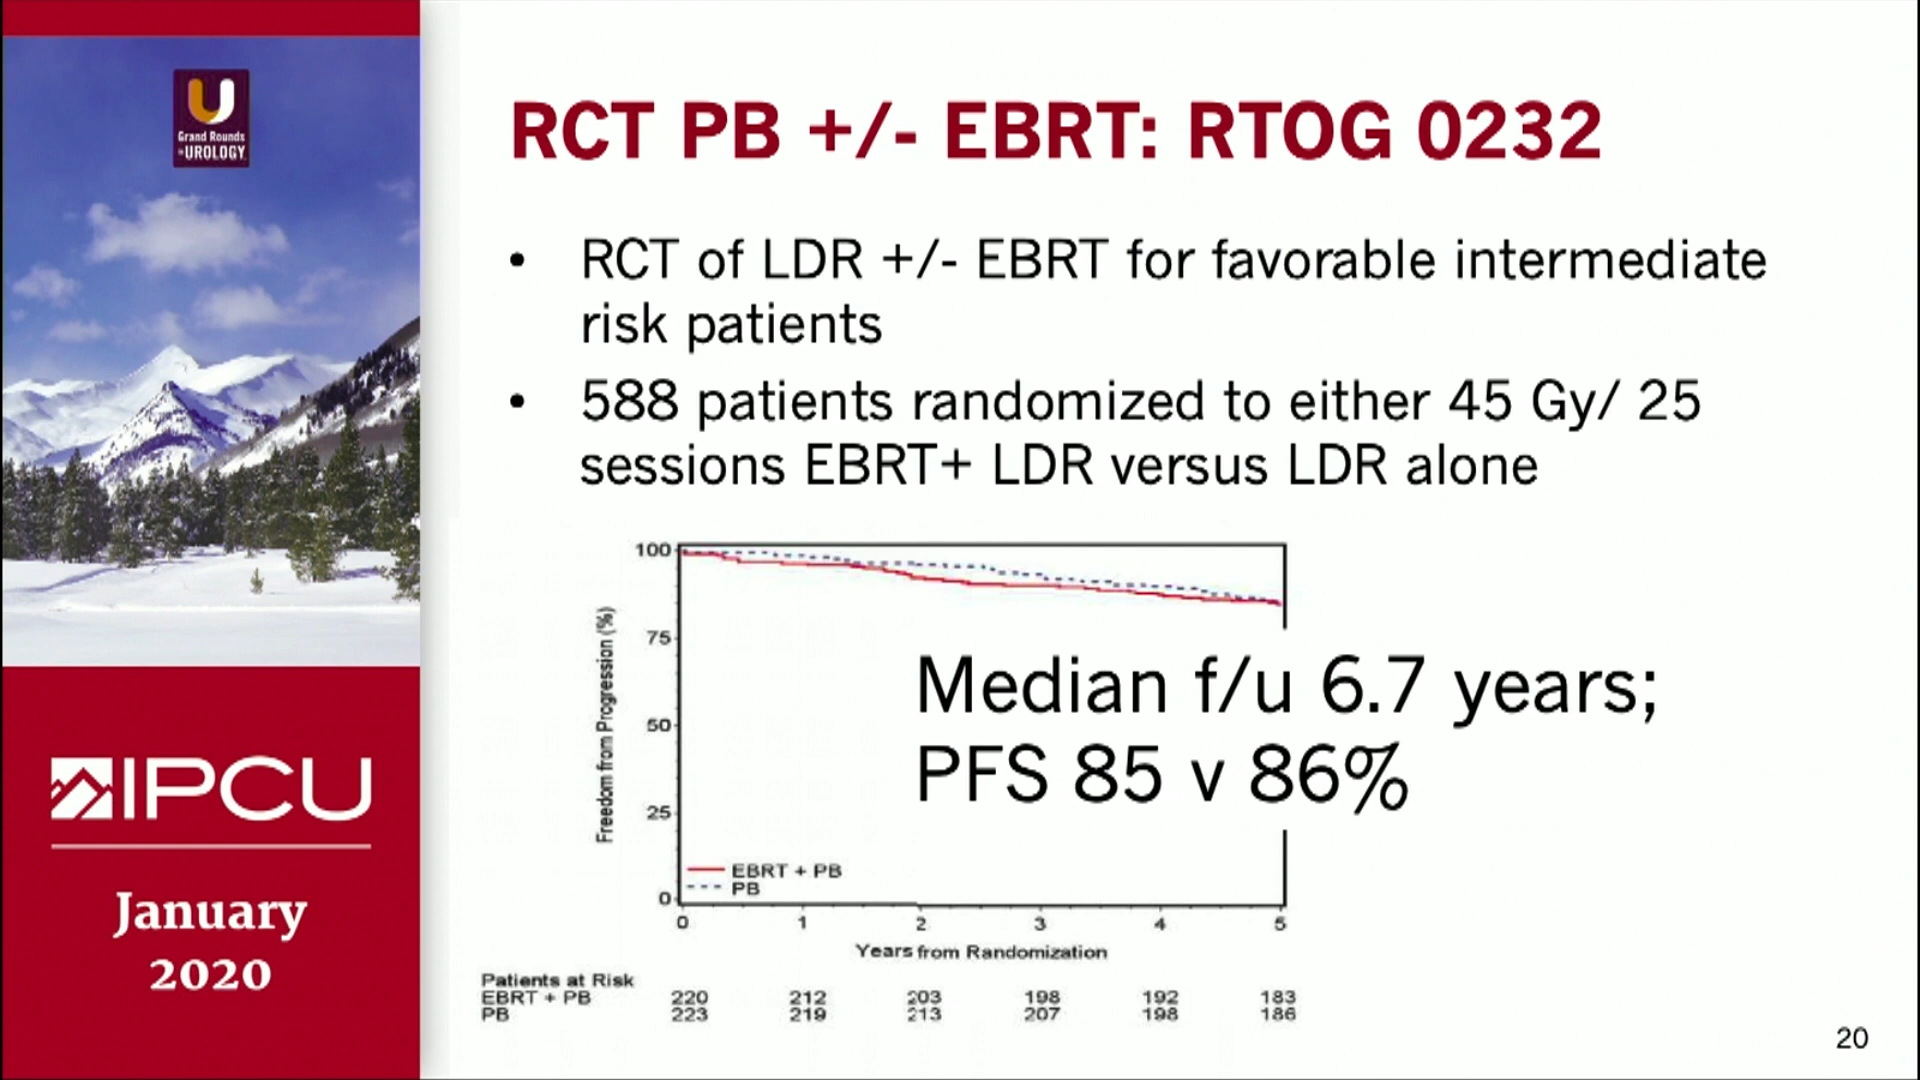 U
Grand Rounds
in UROLOGY
IPCU
January
2020
RCT PB +/- EBRT: RTOG 0232
• RCT of LDR +/- EBRT for favorable intermediate
risk patients
• 588 patients randomized to either 45 Gy/ 25
sessions EBRT+ LDR versus LDR alone
Freedom from Progression (%)
100
75
50
25
0
Median f/u 6.7 years;
PFS 85 v 86%
EBRT + PB
PB
0 1 2 3 4 5
Years from Randomization
Patients at Risk
EBRT + PB 220 212 203 198 192 183
PB 223 219 213 207 198 186
20